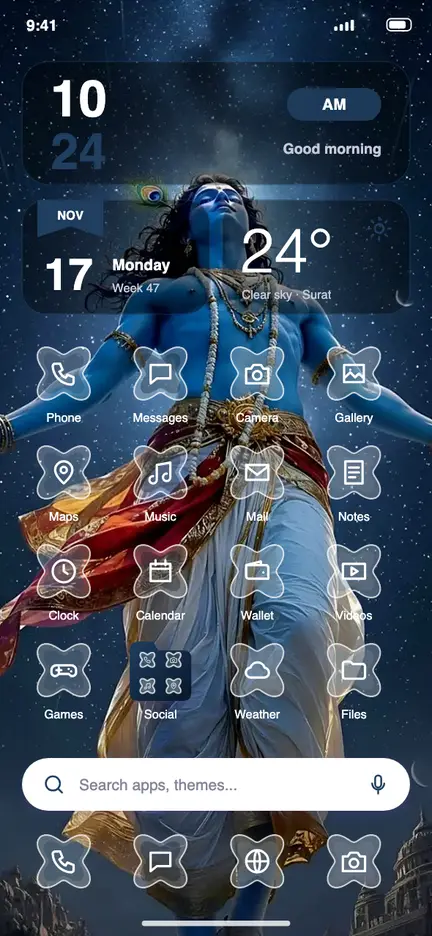 9:41
10
24
AM
Good morning
NOV
17
Monday
Week 47
24°
Clear sky · Surat
Phone
Messages
Camera
Gallery
Maps
Music
Mail
Notes
Clock
Calendar
Wallet
Videos
Games
Social
Weather
Files
Search apps, themes...